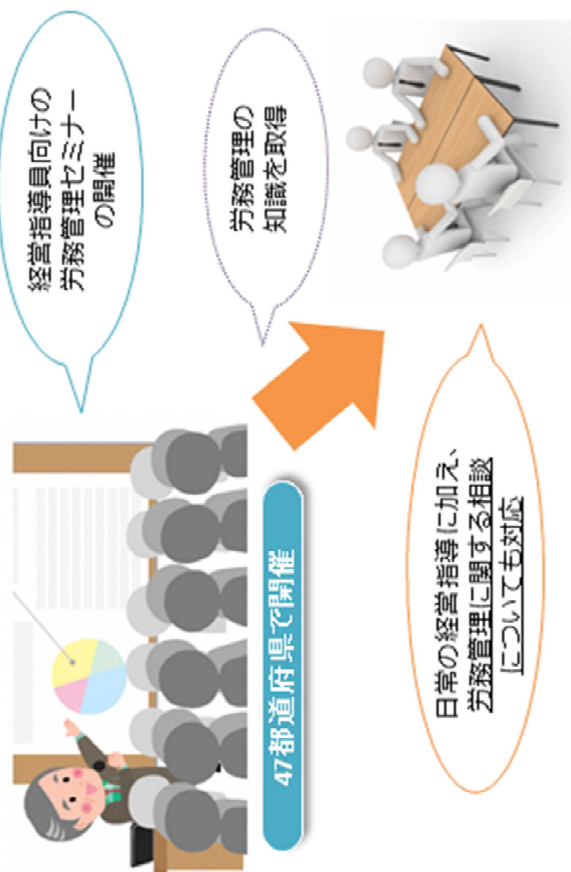 経営指導員向けの
労務管理セミナー
の開催
47都道府県で開催
労務管理の
知識を取得
日常の経営指導に加え、
労務管理に関する相談
についても対応